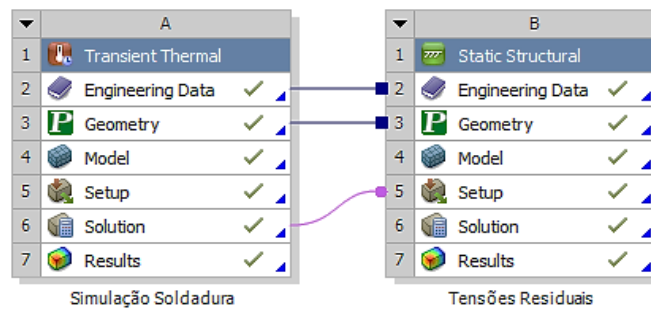 A
1 Transient Thermal
2 Engineering Data
3 Geometry
4 Model
5 Setup
6 Solution
7 Results
Simulação Soldadura
B
1 Static Structural
2 Engineering Data
3 Geometry
4 Model
5 Setup
6 Solution
7 Results
Tensões Residuais